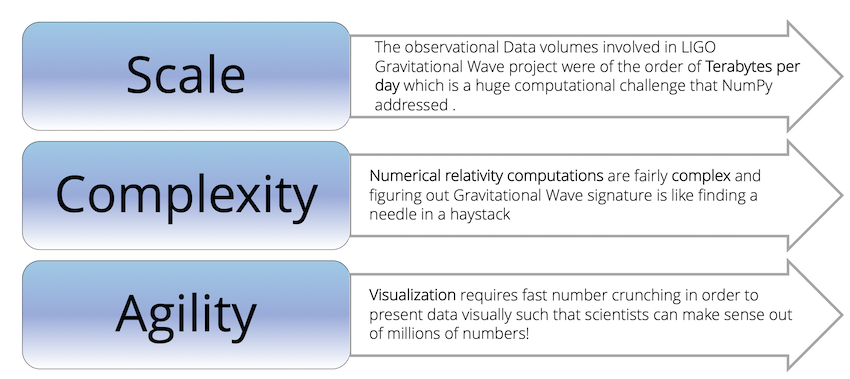 Scale
The observational Data volumes involved in LIGO
Gravitational Wave project were of the order of Terabytes per
day which is a huge computational challenge that NumPy
addressed .
Complexity
Numerical relativity computations are fairly complex and
figuring out Gravitational Wave signature is like finding a
needle in a haystack
Agility
Visualization requires fast number crunching in order to
present data visually such that scientists can make sense out
of millions of numbers!